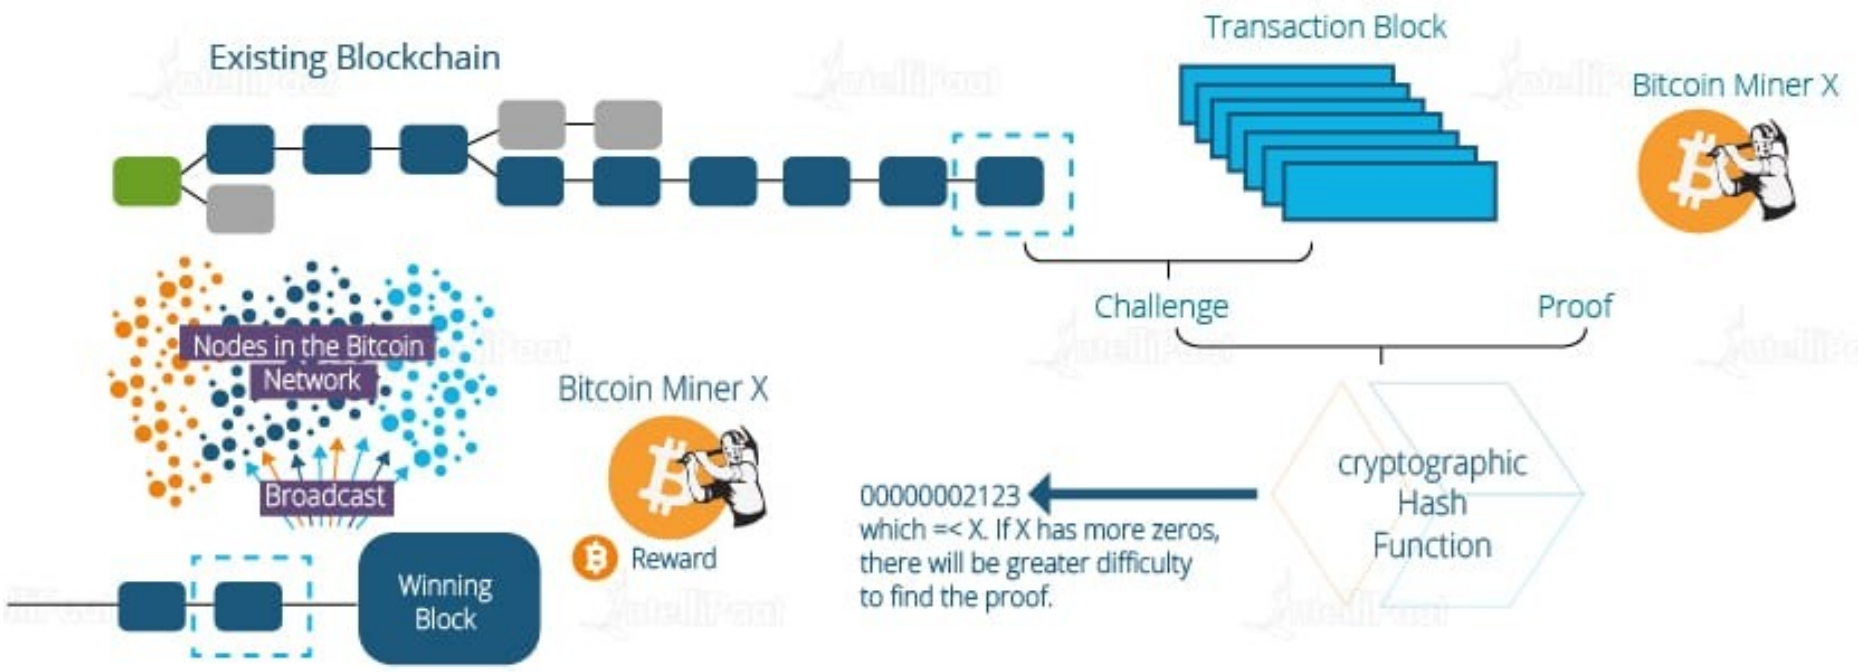 Existing Blockchain
Transaction Block
Bitcoin Miner X
Challenge
Proof
Nodes in the Bitcoin
Network
Broadcast
Bitcoin Miner X
Reward
Winning
Block
00000002123
which =< X. If X has more zeros,
there will be greater difficulty
to find the proof.
cryptographic
Hash
Function